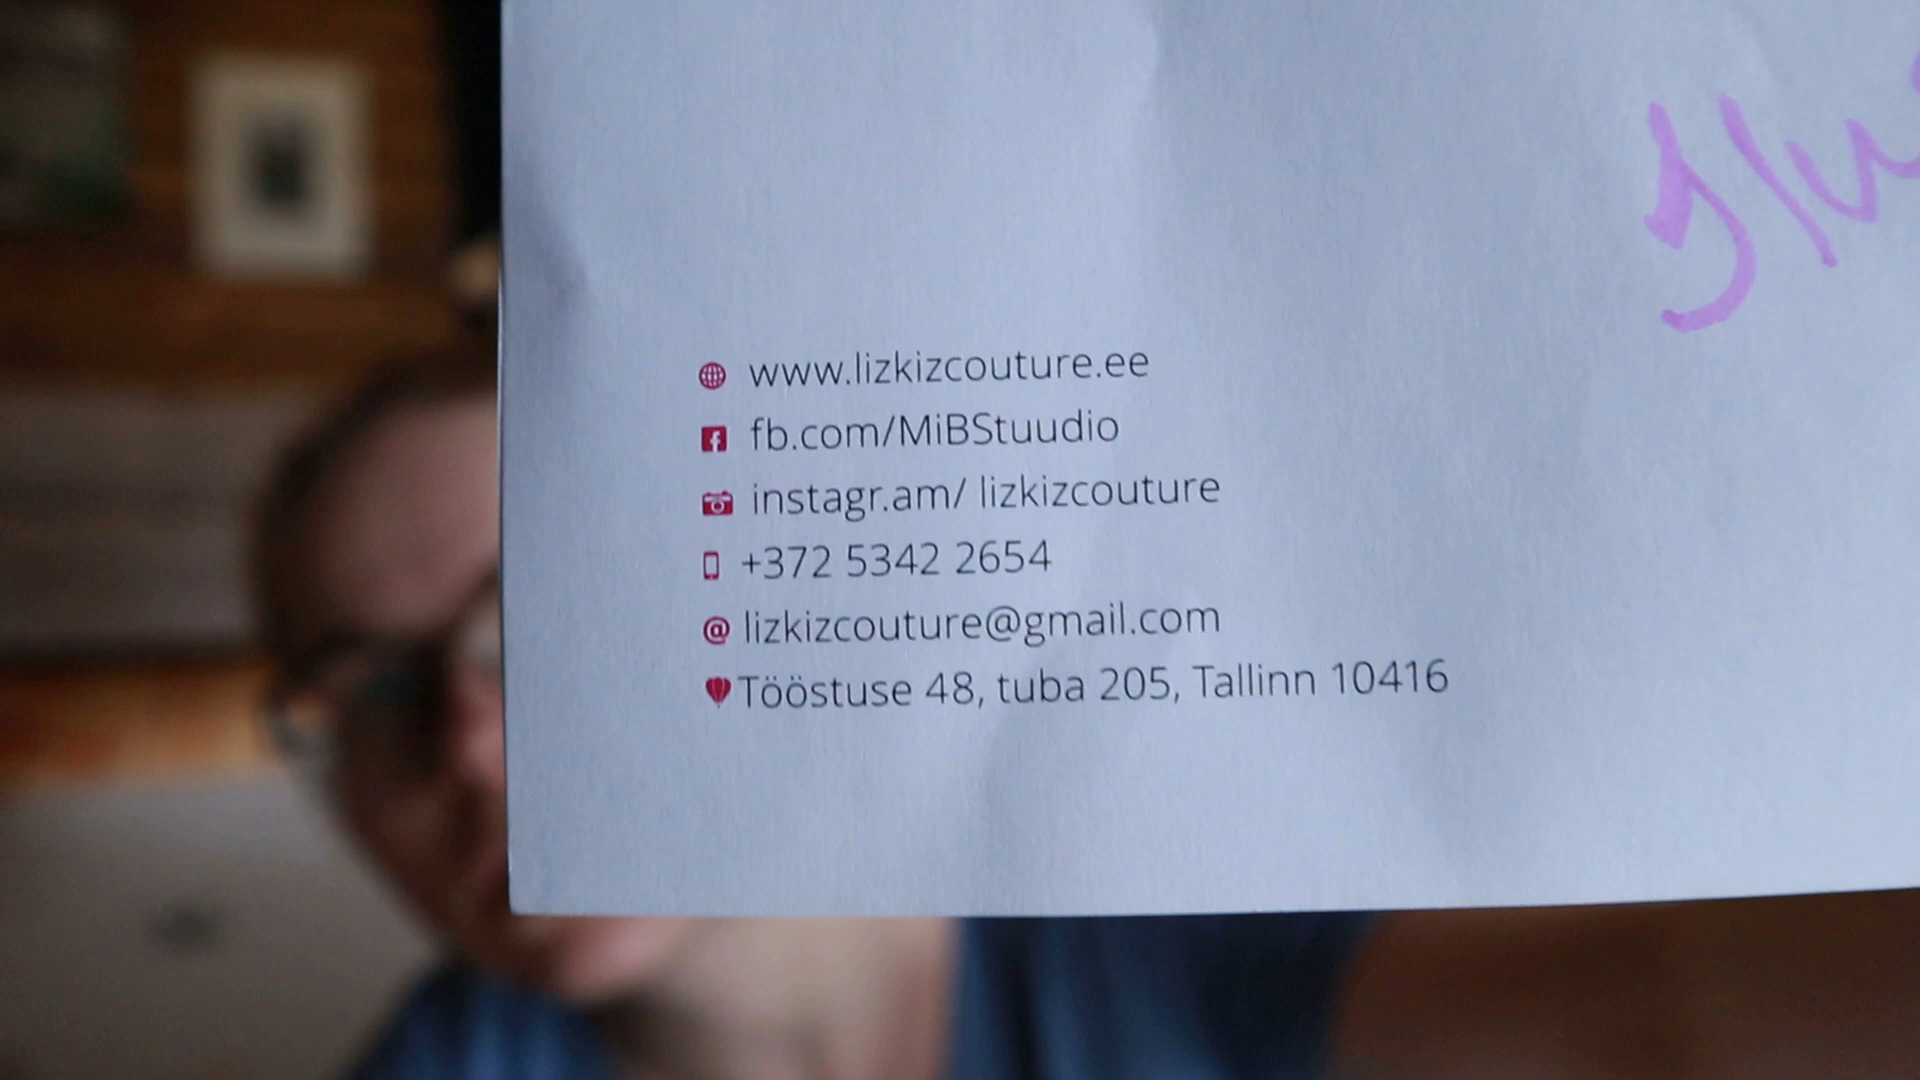 www.lizkizcouture.ee
fb.com/MiBStuudio
instagr.am/ lizkizcouture
+372 5342 2654
@ lizkizcouture@gmail.com
Tööstuse 48, tuba 205, Tallinn 10416